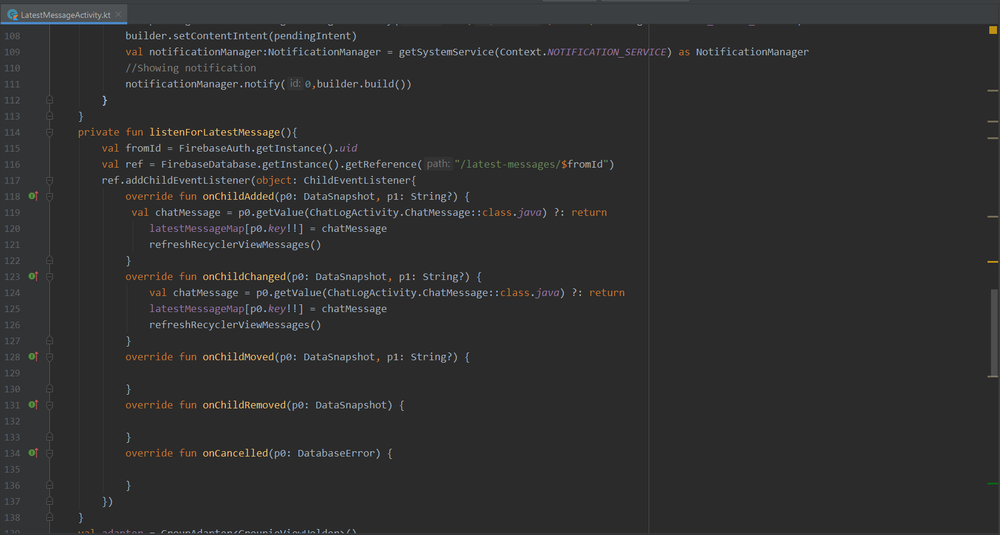 LatestMessageActivity.kt
108 builder.setContentIntent(pendingIntent)
109 val notificationManager:NotificationManager = getSystemService(Context.NOTIFICATION_SERVICE) as NotificationManager
110 //Showing notification
111 notificationManager.notify( id: 0,builder.build())
112 }
113 }
114 private fun listenForLatestMessage(){
115 val fromId = FirebaseAuth.getInstance().uid
116 val ref = FirebaseDatabase.getInstance().getReference( path: "/latest-messages/$fromId")
117 ref.addChildEventListener(object: ChildEventListener{
118 override fun onChildAdded(p0: DataSnapshot, p1: String?) {
119 val chatMessage = p0.getValue(ChatLogActivity.ChatMessage::class.java) ?: return
120 latestMessageMap[p0.key!!] = chatMessage
121 refreshRecyclerViewMessages()
122 }
123 override fun onChildChanged(p0: DataSnapshot, p1: String?) {
124 val chatMessage = p0.getValue(ChatLogActivity.ChatMessage::class.java) ?: return
125 latestMessageMap[p0.key!!] = chatMessage
126 refreshRecyclerViewMessages()
127 }
128 override fun onChildMoved(p0: DataSnapshot, p1: String?) {
129
130 }
131 override fun onChildRemoved(p0: DataSnapshot) {
132
133 }
134 override fun onCancelled(p0: DatabaseError) {
135
136 }
137 })
138 }
139 val adapter = GroupAdapter<GroupieViewHolder>()